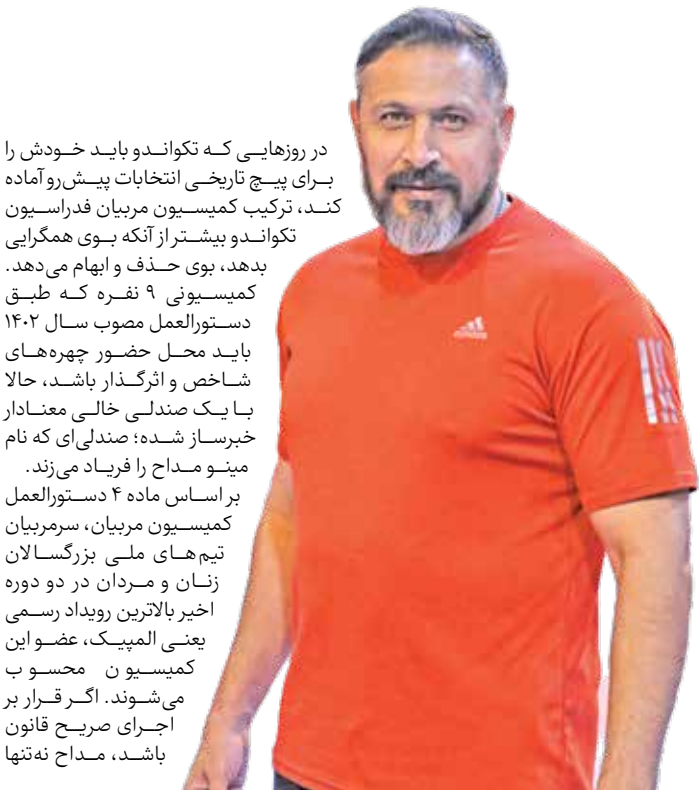 در روزهایی که تکواندو باید خودش را
برای پیچ تاریخی انتخابات پیش‌رو آماده
کند، ترکیب کمیسیون مربیان فدراسیون
تکواندو بیشتر از آنکه بوی همگرایی
بدهد، بوی حذف و ابهام می‌دهد.
کمیسیونی ۹ نفره که طبق
دستورالعمل مصوب سال ۱۴۰۲
باید محل حضور چهره‌های
شاخص و اثرگذار باشد، حالا
با یک صندلی خالی معنادار
خبرساز شده؛ صندلی‌ای که نام
مینو مداح را فریاد می‌زند.
بر اساس ماده ۴ دستورالعمل
کمیسیون مربیان، سرمربیان
تیم‌های ملی بزرگسالان
زنان و مردان در دو دوره
اخیر بالاترین رویداد رسمی
یعنی المپیک، عضو این
کمیسیو ن محسو ب
می‌شوند. اگر قرار بر
اجرای صریح قانون
باشد، مداح نه‌تنها
adidas